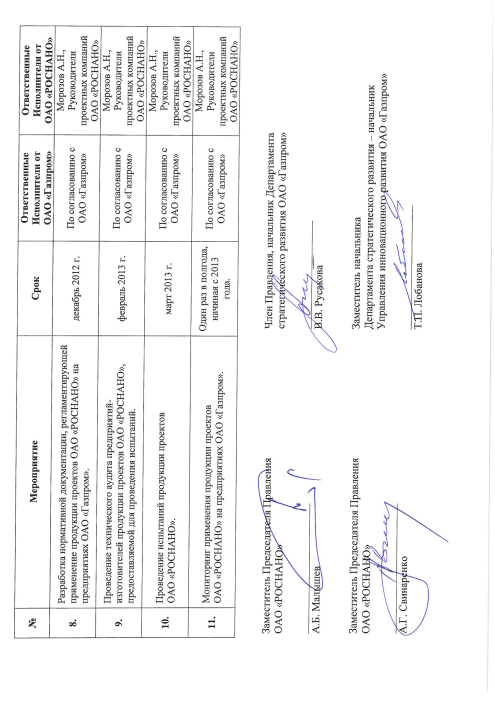 № Мероприятие Срок Ответственные Исполнители от ОАО «Газпром» Ответственные Исполнители от ОАО «РОСНАНО»
8. Разработка нормативной документации, регламентирующей
применение продукции проектов ОАО «РОСНАНО» на
предприятиях ОАО «Газпром».
декабрь 2012 г.
По согласованию с
ОАО «Газпром»
Морозов А.Н.,
Руководители
проектных компаний
ОАО «РОСНАНО»
9. Проведение технического аудита предприятий-
изготовителей продукции проектов ОАО «РОСНАНО»,
предоставляемой для проведения испытаний.
февраль 2013 г.
По согласованию с
ОАО «Газпром»
Морозов А.Н.,
Руководители
проектных компаний
ОАО «РОСНАНО»
10. Проведение испытаний продукции проектов
ОАО «РОСНАНО».
март 2013 г.
По согласованию с
ОАО «Газпром»
Морозов А.Н.,
Руководители
проектных компаний
ОАО «РОСНАНО»
11. Мониторинг применения продукции проектов
ОАО «РОСНАНО» на предприятиях ОАО «Газпром».
Один раз в полгода,
начиная с 2013
года.
По согласованию с
ОАО «Газпром»
Морозов А.Н.,
Руководители
проектных компаний
ОАО «РОСНАНО»
Заместитель Председателя Правления
ОАО «РОСНАНО»
А.Б. Малышев
Член Правления, начальник Департамента
стратегического развития ОАО «Газпром»
В.В. Русакова
Заместитель Председателя Правления
ОАО «РОСНАНО»
А.Г. Свинаренко
Заместитель начальника
Департамента стратегического развития – начальник
Управления инновационного развития ОАО «Газпром»
Т.П. Лобанова